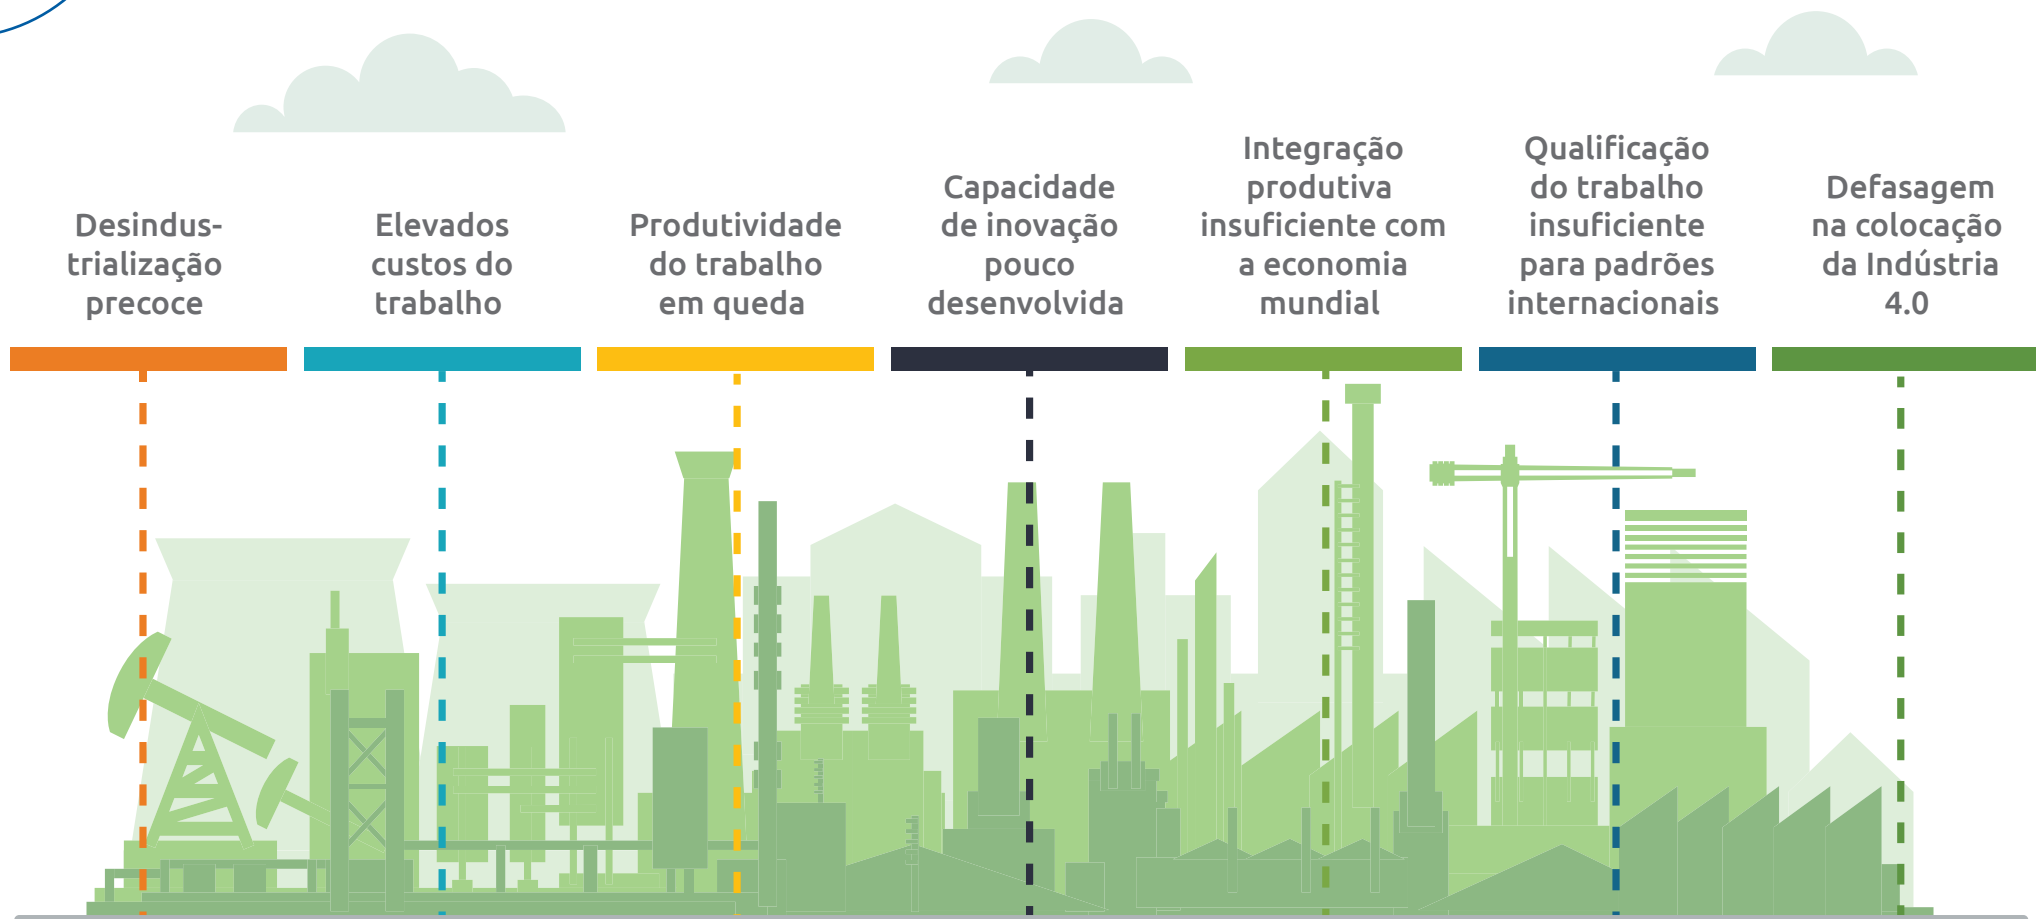 Desindus-
trialização
precoce
Elevados
custos do
trabalho
Produtividade
do trabalho
em queda
Capacidade
de inovação
pouco
desenvolvida
Integração
produtiva
insuficiente com
a economia
mundial
Qualificação
do trabalho
insuficiente
para padrões
internacionais
Defasagem
na colocação
da Indústria
4.0